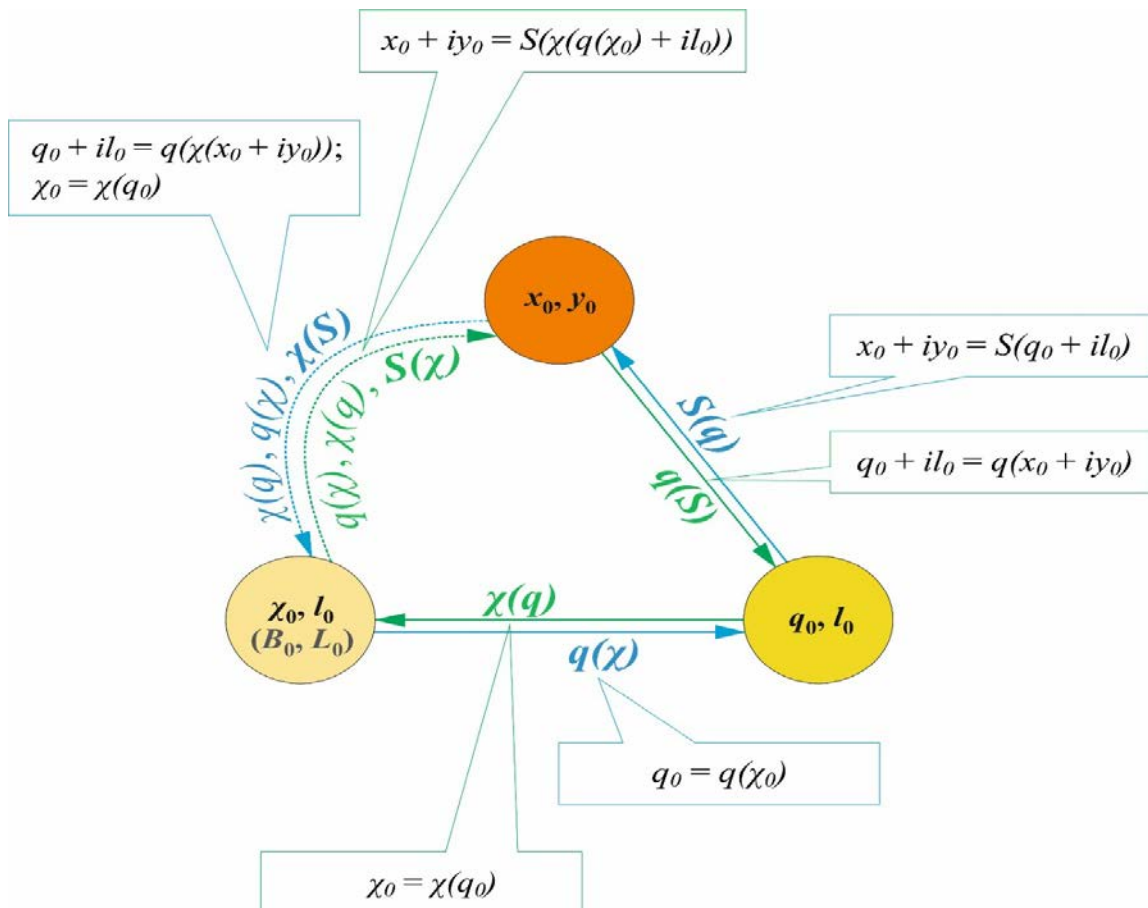 x₀ + iy₀ = S(χ(q(χ₀) + il₀))
q₀ + il₀ = q(χ(x₀ + iy₀));
χ₀ = χ(q₀)
x₀, y₀
χ(q), q(χ), χ(S)
q(χ), χ(q), S(χ)
x₀ + iy₀ = S(q₀ + il₀)
S(q)
q(S)
q₀ + il₀ = q(x₀ + iy₀)
χ₀, l₀
(B₀, L₀)
χ(q)
q(χ)
q₀, l₀
q₀ = q(χ₀)
χ₀ = χ(q₀)